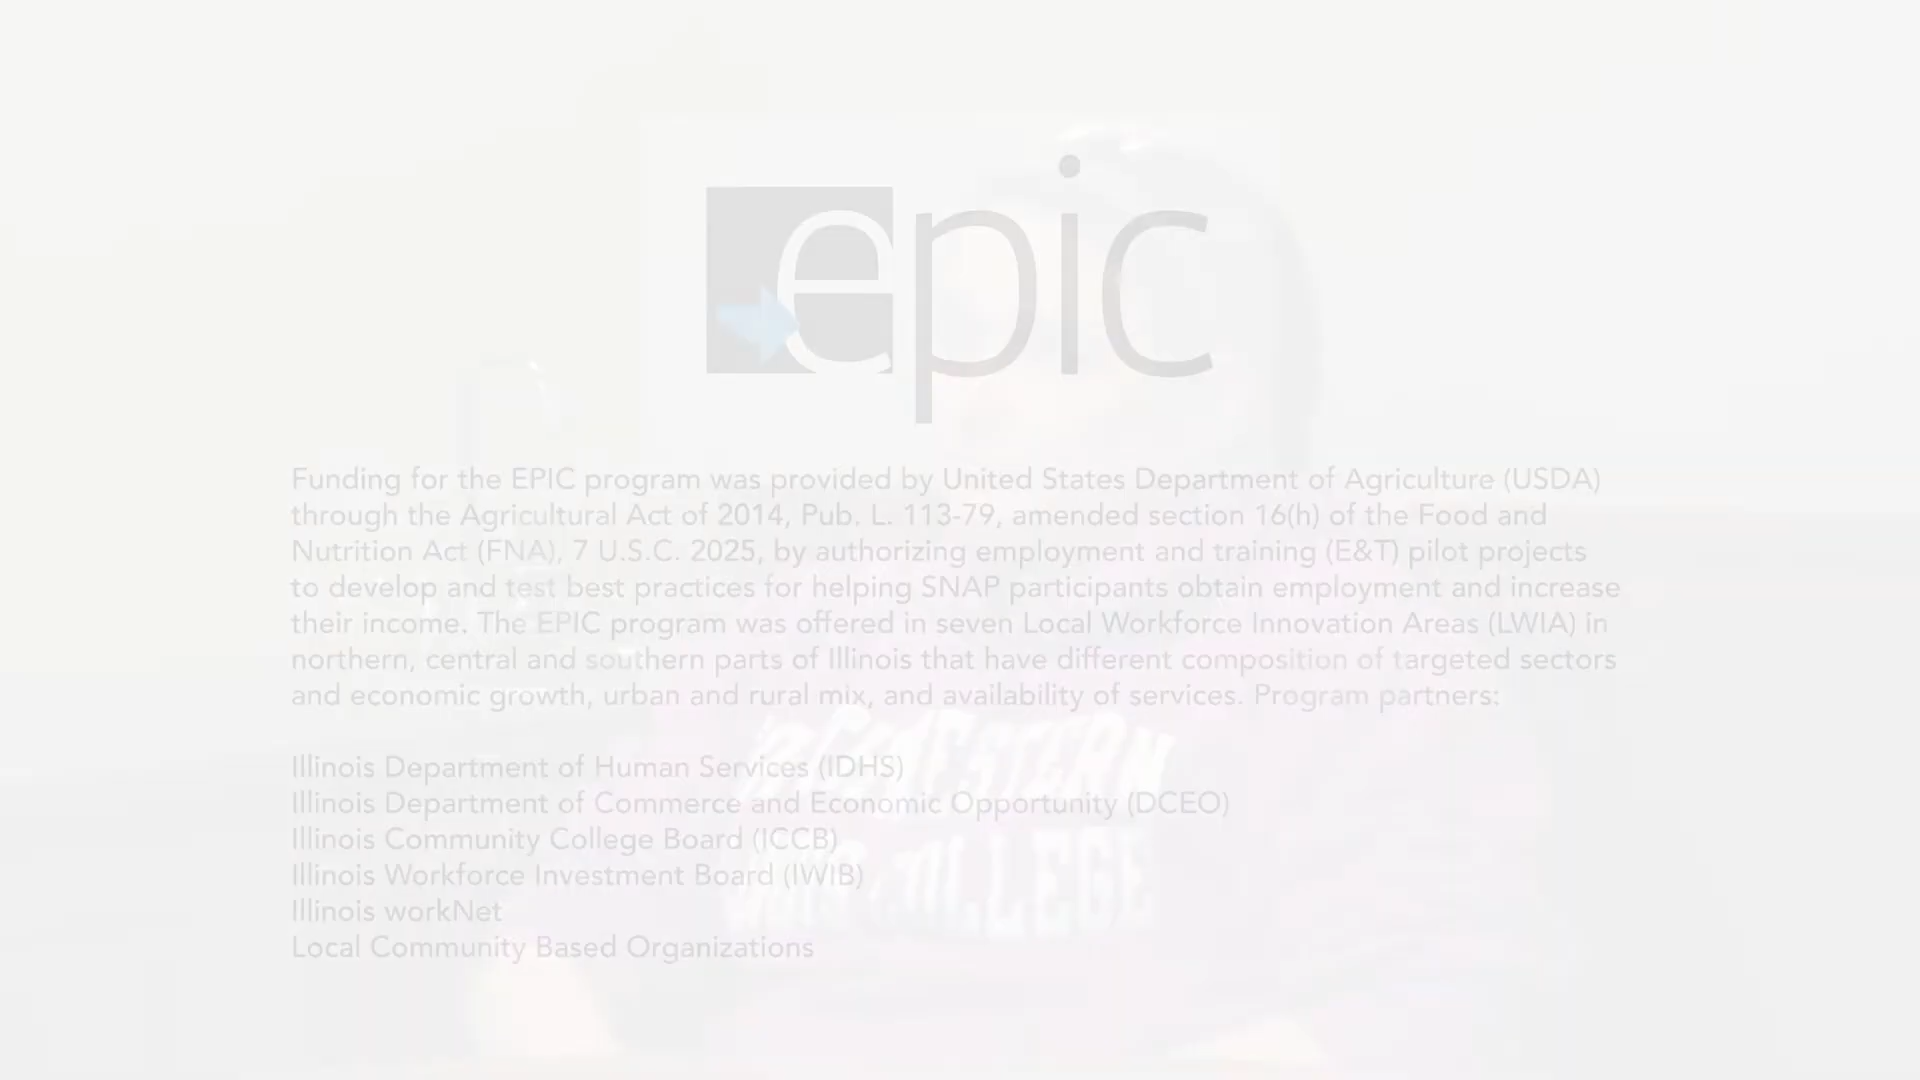 epic
Funding for the EPIC program was provided by United States Department of Agriculture (USDA)
through the Agricultural Act of 2014, Pub. L. 113-79, amended section 16(h) of the Food and
Nutrition Act (FNA), 7 U.S.C. 2025, by authorizing employment and training (E&T) pilot projects
to develop and test best practices for helping SNAP participants obtain employment and increase
their income. The EPIC program was offered in seven Local Workforce Innovation Areas (LWIA) in
northern, central and southern parts of Illinois that have different composition of targeted sectors
and economic growth, urban and rural mix, and availability of services. Program partners:
Illinois Department of Human Services (IDHS)
Illinois Department of Commerce and Economic Opportunity (DCEO)
Illinois Community College Board (ICCB)
Illinois Workforce Investment Board (IWIB)
Illinois workNet
Local Community Based Organizations
COLLEGE